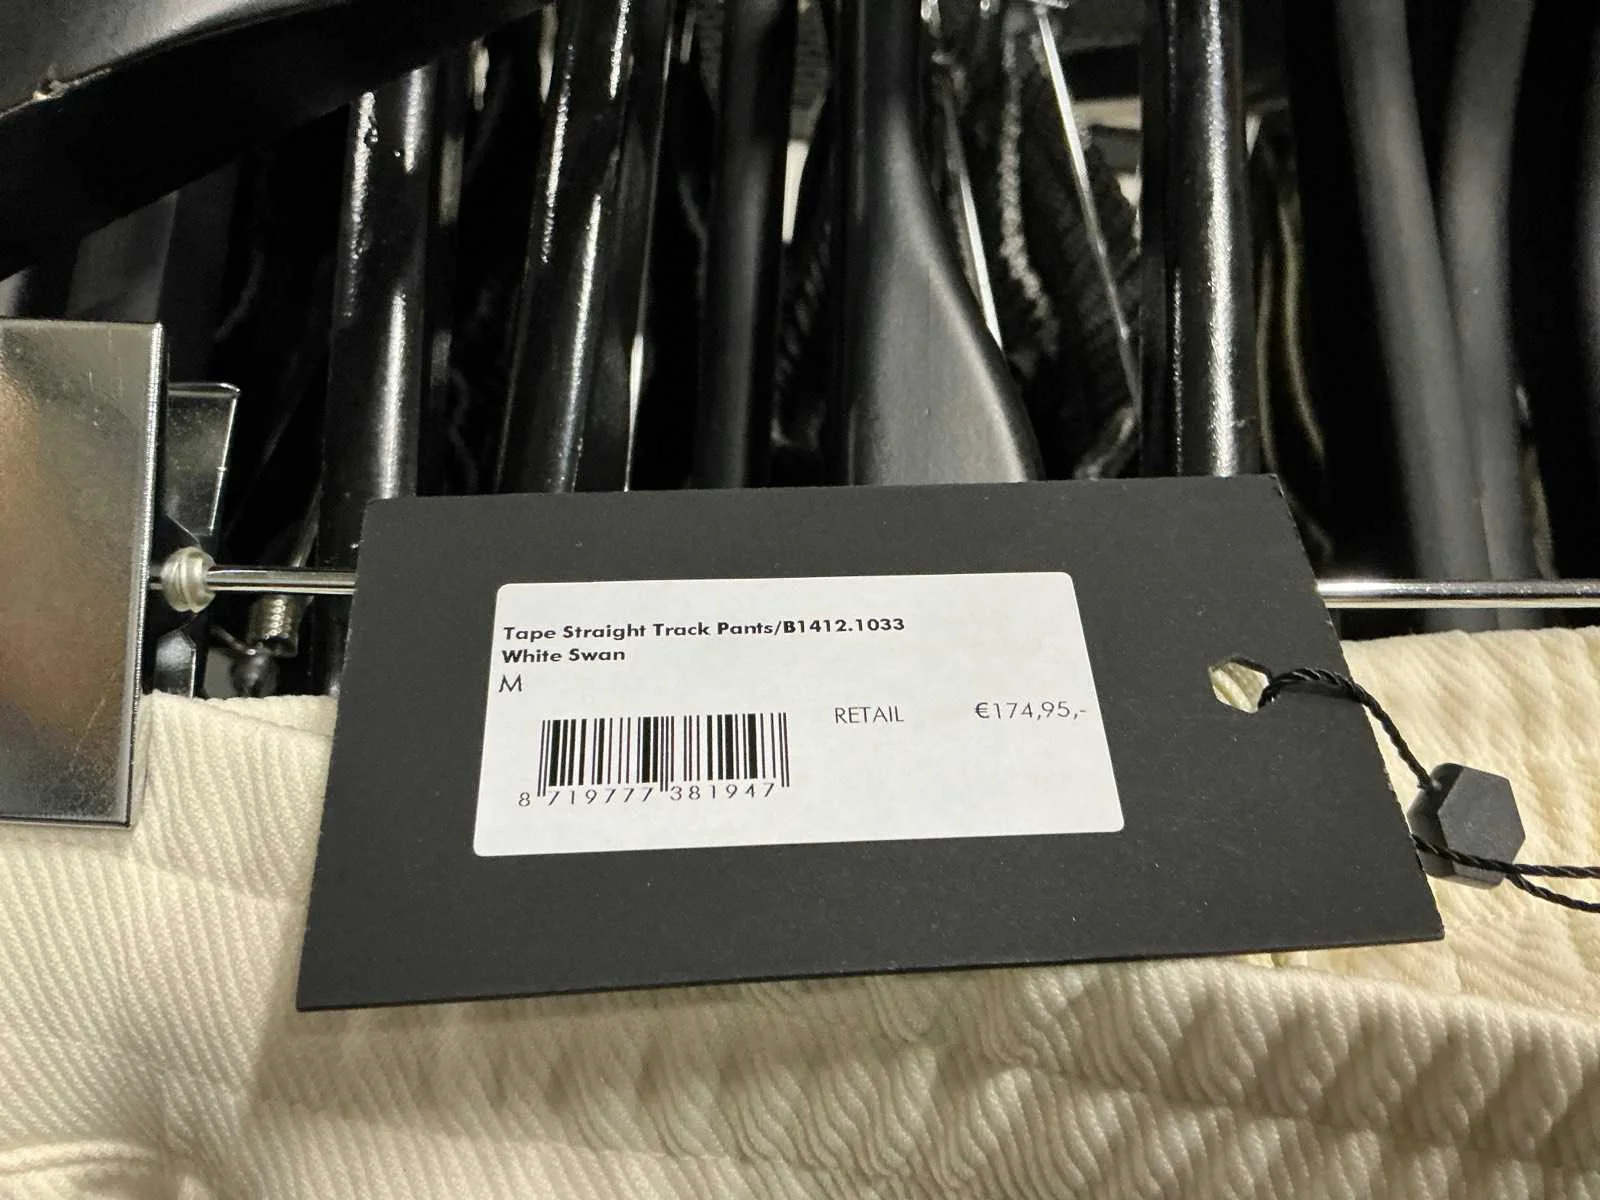 Tape Straight Track Pants/B1412.1033
White Swan
M
RETAIL €174,95,-
8 719777 381947